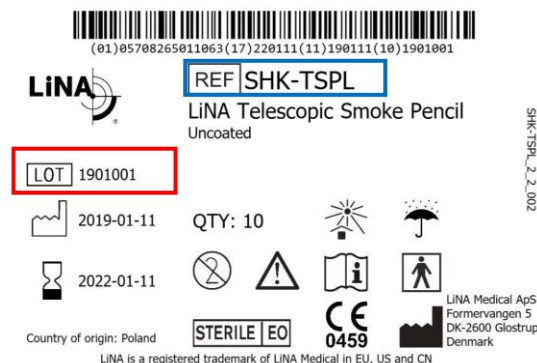 (01)05708265011063(17)220111(11)190111(10)1901001
LiNA
REF SHK-TSPL
LiNA Telescopic Smoke Pencil
Uncoated
SHK-TSPL_2_2_002
LOT 1901001
2019-01-11
QTY: 10
2022-01-11
2
i
Country of origin: Poland
STERILE EO
CE
0459
LiNA Medical ApS
Formervangen 5
DK-2600 Glostrup
Denmark
LiNA is a registered trademark of LiNA Medical in EU, US and CN